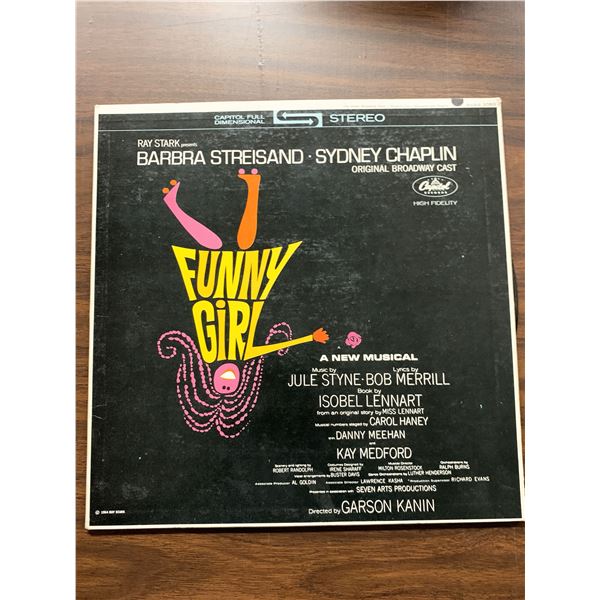 CAPITOL FULL
DIMENSIONAL
STEREO
RAY STARK presents
BARBRA STREISAND · SYDNEY CHAPLIN
ORIGINAL BROADWAY CAST
Capitol
RECORDS
HIGH FIDELITY
FUNNY
GiRL
A NEW MUSICAL
Music by Lyrics by
JULE STYNE · BOB MERRILL
Book by
ISOBEL LENNART
from an original story by MISS LENNART
Musical numbers staged by CAROL HANEY
with DANNY MEEHAN
and
KAY MEDFORD
Scenery and lighting by Costumes Designed by Musical Director Orchestrations by
ROBERT RANDOLPH IRENE SHARAFF MILTON ROSENSTOCK RALPH BURNS
Vocal arrangements by BUSTER DAVIS Dance Orchestrations by LUTHER HENDERSON
Associate Producer AL GOLDIN Associate Director LAWRENCE KASHA Production Supervisor RICHARD EVANS
Presented in association with SEVEN ARTS PRODUCTIONS
Directed by GARSON KANIN
© 1964 RAY STARK